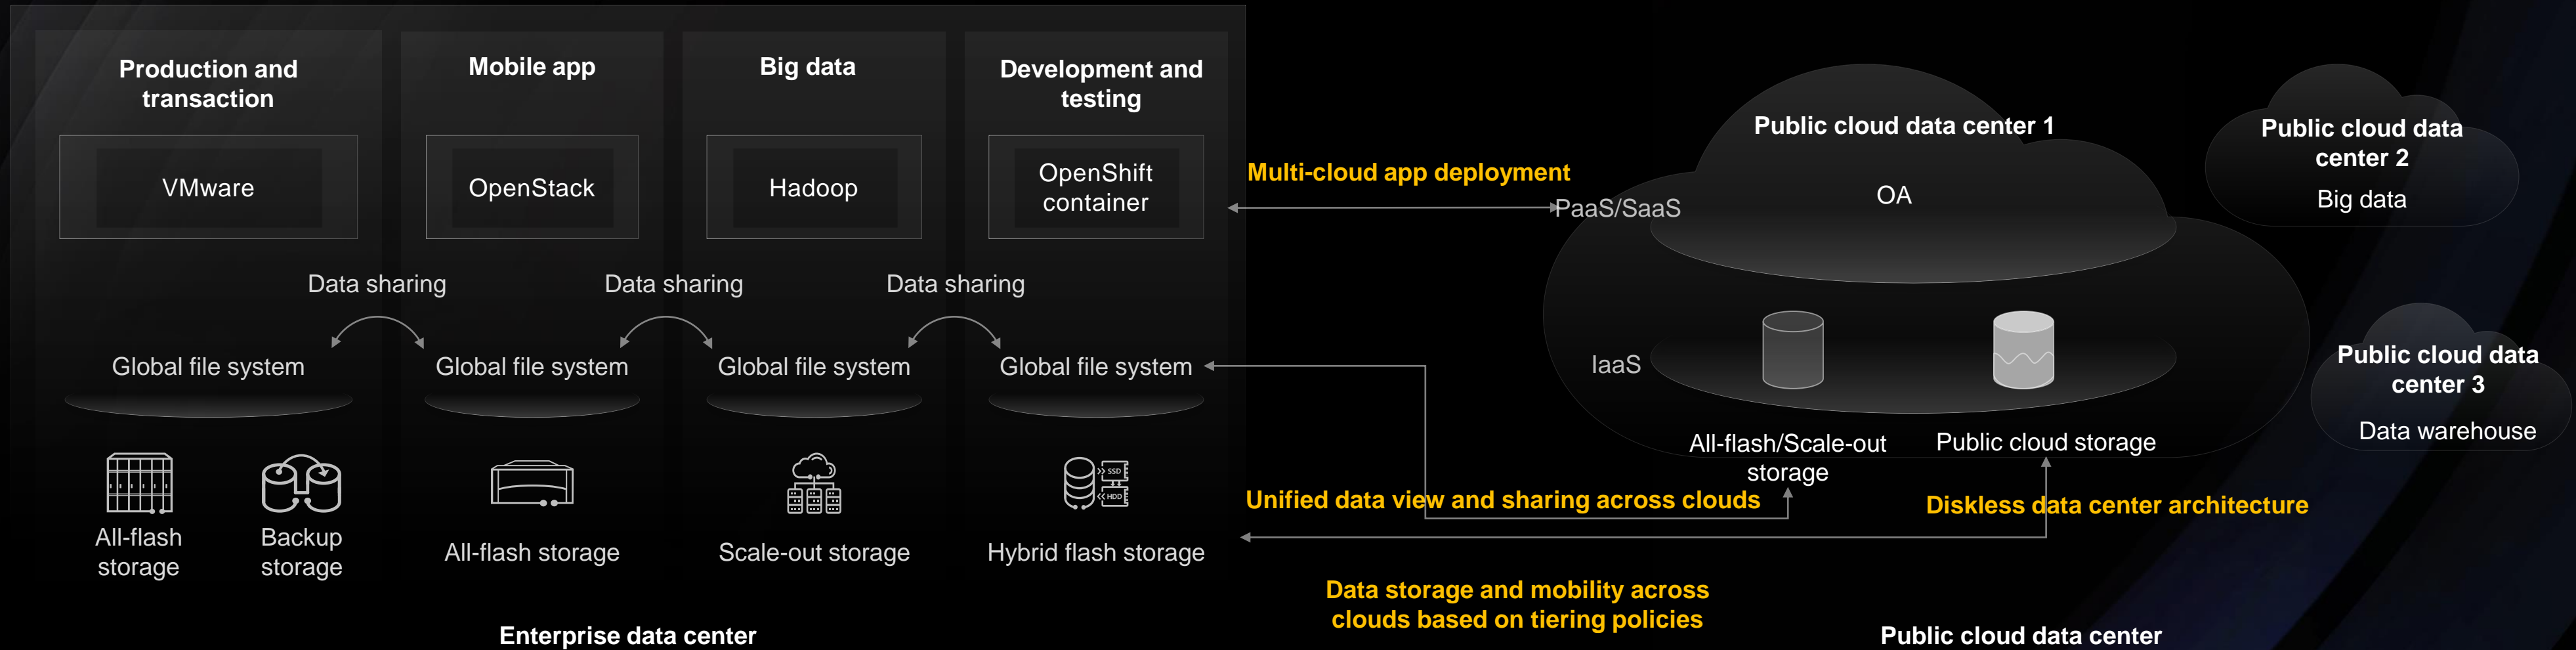 Production and
transaction
Mobile app
Big data
Development and
testing
VMware
OpenStack
Hadoop
OpenShift
container
Data sharing
Data sharing
Data sharing
Global file system
Global file system
Global file system
Global file system
SSD
HDD
All-flash
storage
Backup
storage
All-flash storage
Scale-out storage
Hybrid flash storage
Enterprise data center
Multi-cloud app deployment
Unified data view and sharing across clouds
Data storage and mobility across
clouds based on tiering policies
Public cloud data center 1
PaaS/SaaS
OA
IaaS
All-flash/Scale-out
storage
Public cloud storage
Diskless data center architecture
Public cloud data
center 2
Big data
Public cloud data
center 3
Data warehouse
Public cloud data center